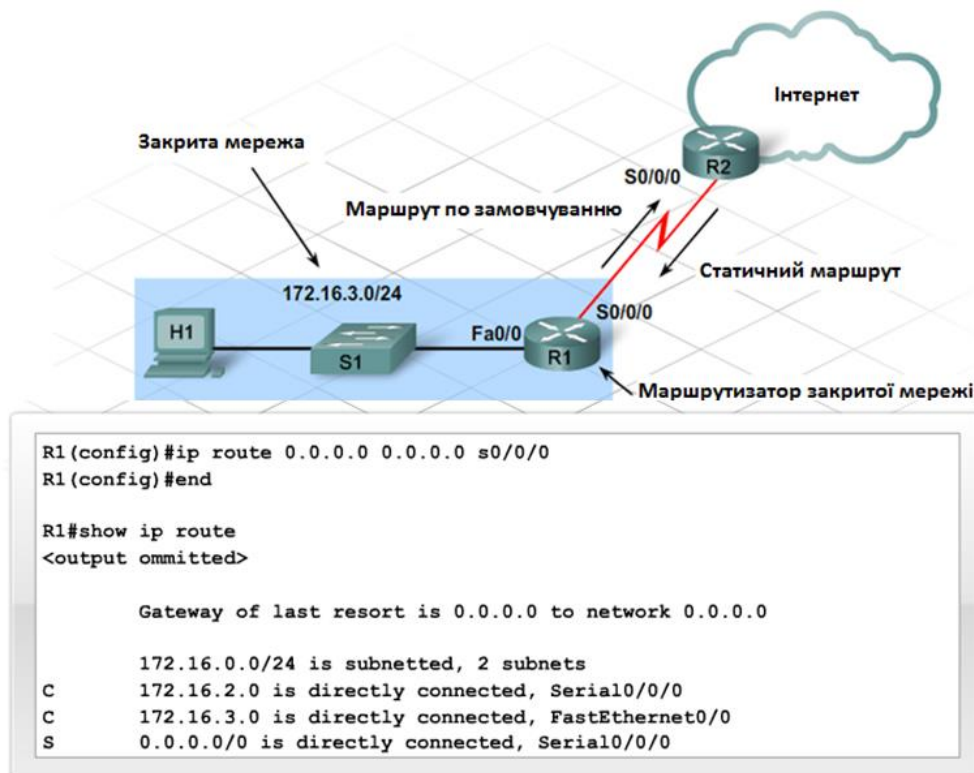 Інтернет
Закрита мережа
R2
S0/0/0
Маршрут по замовчуванню
Статичний маршрут
172.16.3.0/24
S0/0/0
H1
Fa0/0
S1
R1
Маршрутизатор закритої мережі
R1(config)#ip route 0.0.0.0 0.0.0.0 s0/0/0
R1(config)#end
R1#show ip route
<output ommitted>
Gateway of last resort is 0.0.0.0 to network 0.0.0.0
172.16.0.0/24 is subnetted, 2 subnets
C 172.16.2.0 is directly connected, Serial0/0/0
C 172.16.3.0 is directly connected, FastEthernet0/0
S 0.0.0.0/0 is directly connected, Serial0/0/0